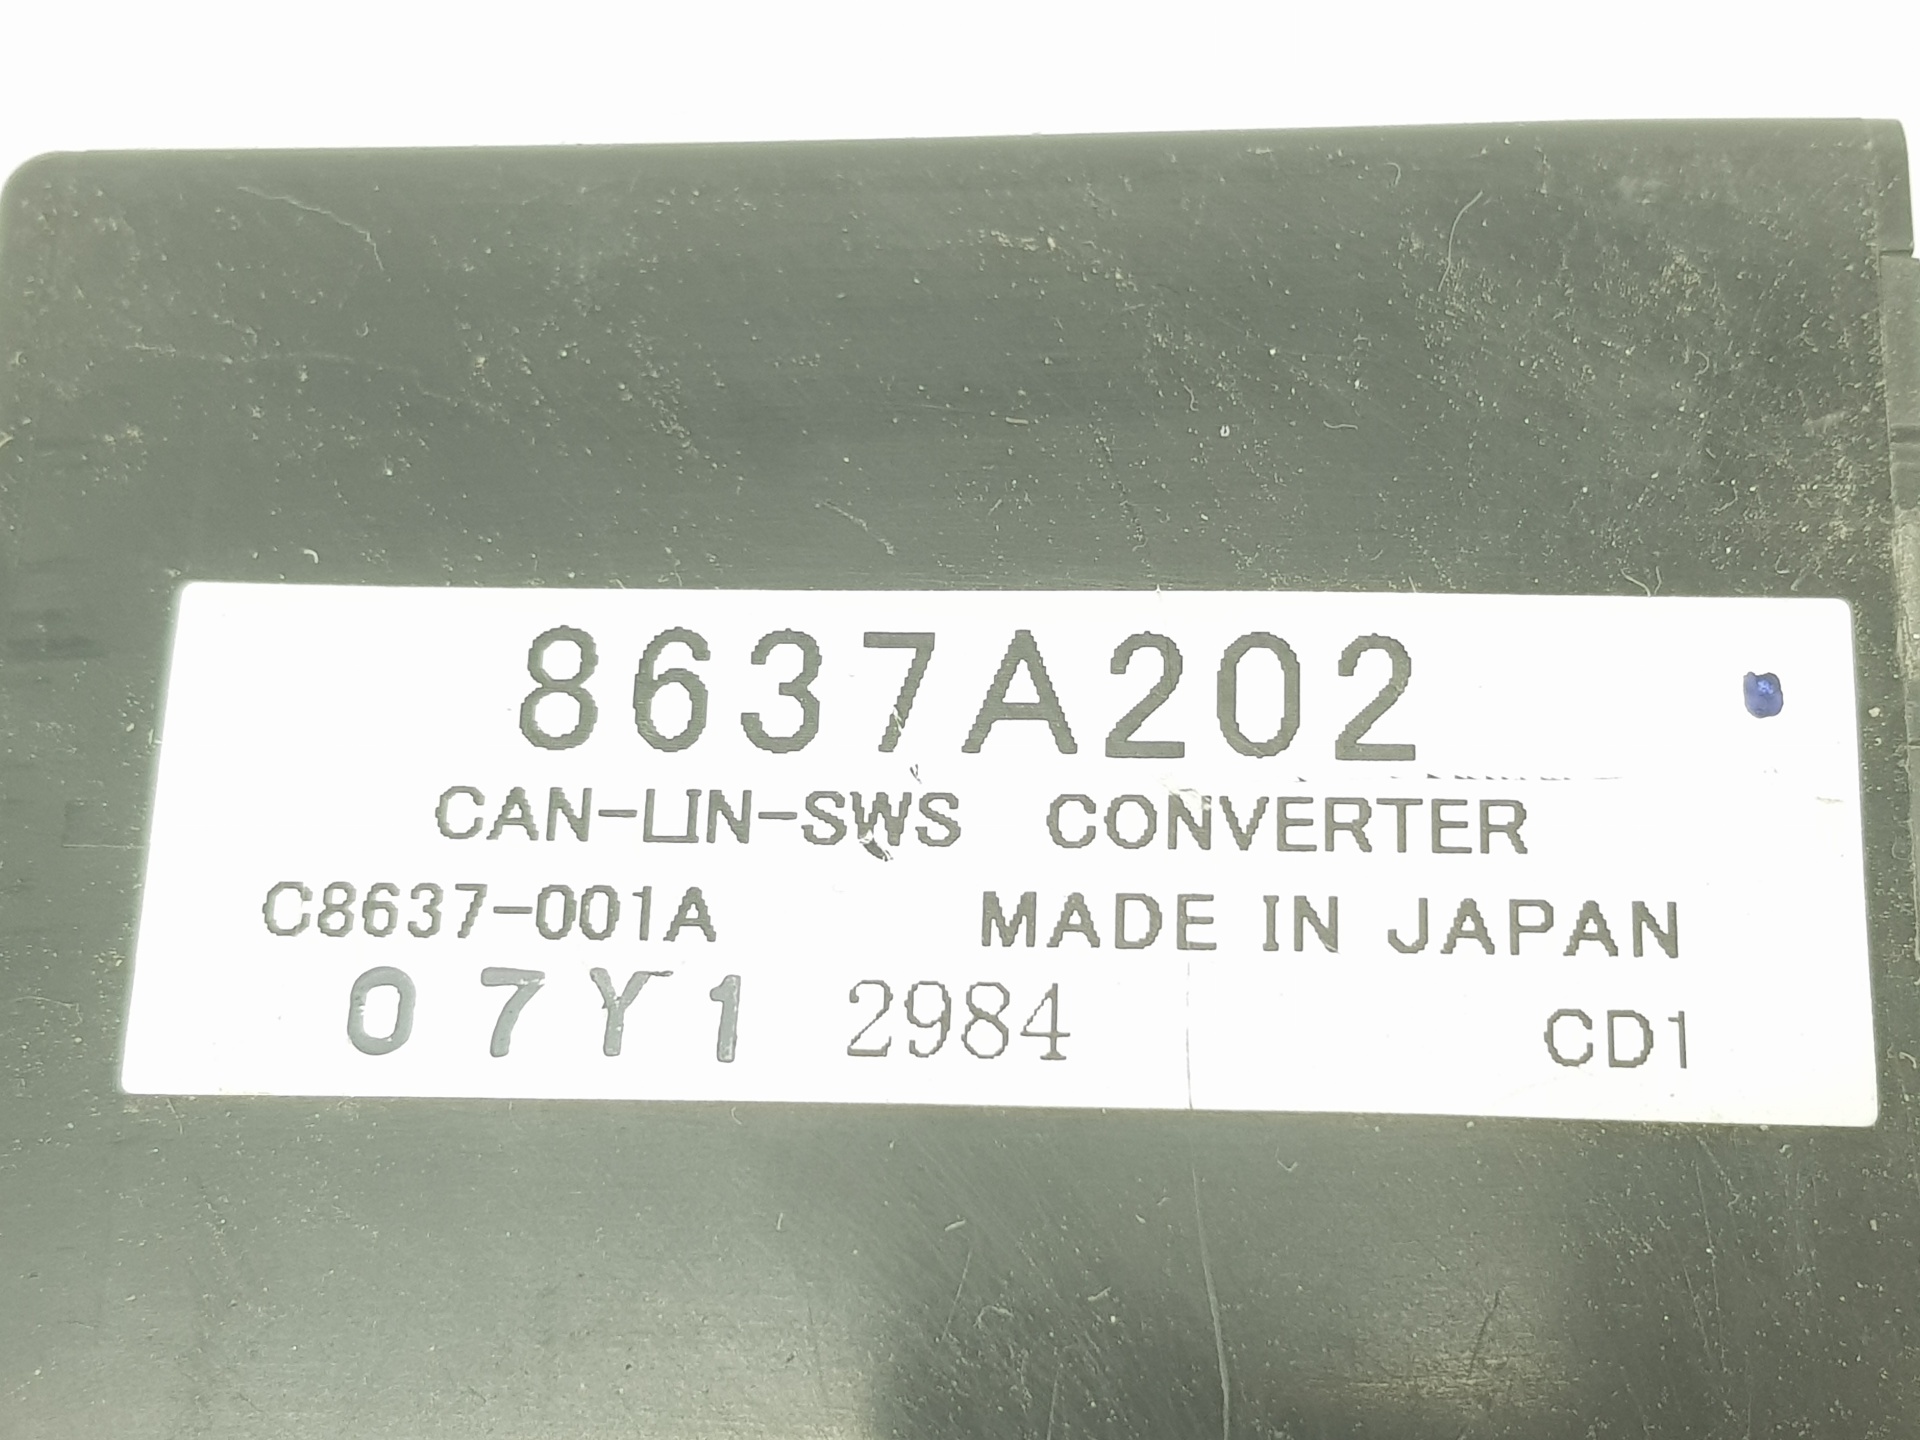 8637A202
CAN-LIN-SWS CONVERTER
C8637-001A MADE IN JAPAN
07Y1 2984 CD1